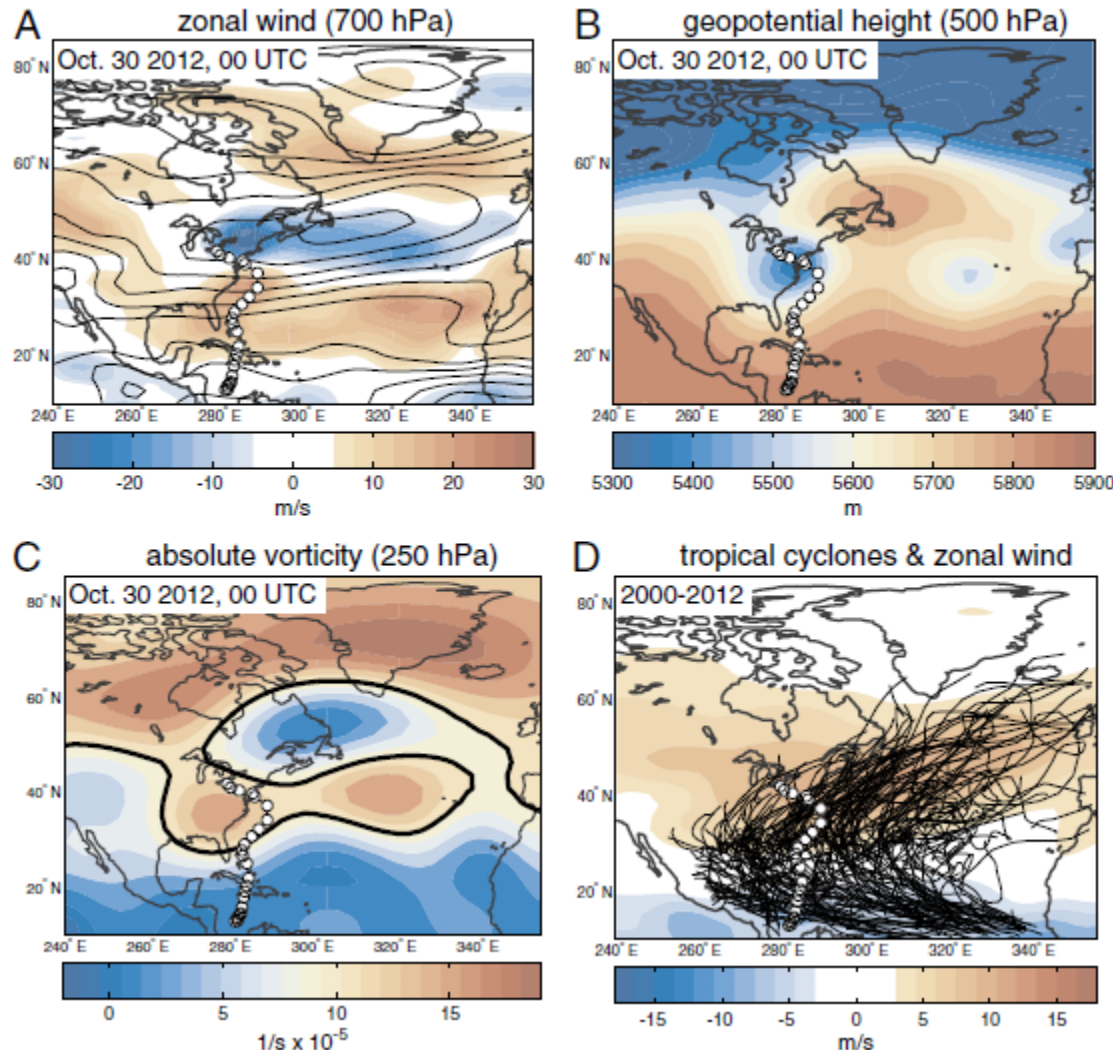 A
zonal wind (700 hPa)
Oct. 30 2012, 00 UTC
80° N
60° N
40° N
20° N
240° E
260° E
280° E
300° E
320° E
340° E
-30 -20 -10 0 10 20 30
m/s
B
geopotential height (500 hPa)
Oct. 30 2012, 00 UTC
80° N
60° N
40° N
20° N
240° E
260° E
280° E
300° E
320° E
340° E
5300 5400 5500 5600 5700 5800 5900
m
C
absolute vorticity (250 hPa)
Oct. 30 2012, 00 UTC
80° N
60° N
40° N
20° N
240° E
260° E
280° E
300° E
320° E
340° E
0 5 10 15
1/s x 10-5
D
tropical cyclones & zonal wind
2000-2012
80° N
60° N
40° N
20° N
240° E
260° E
280° E
300° E
320° E
340° E
-15 -10 -5 0 5 10 15
m/s